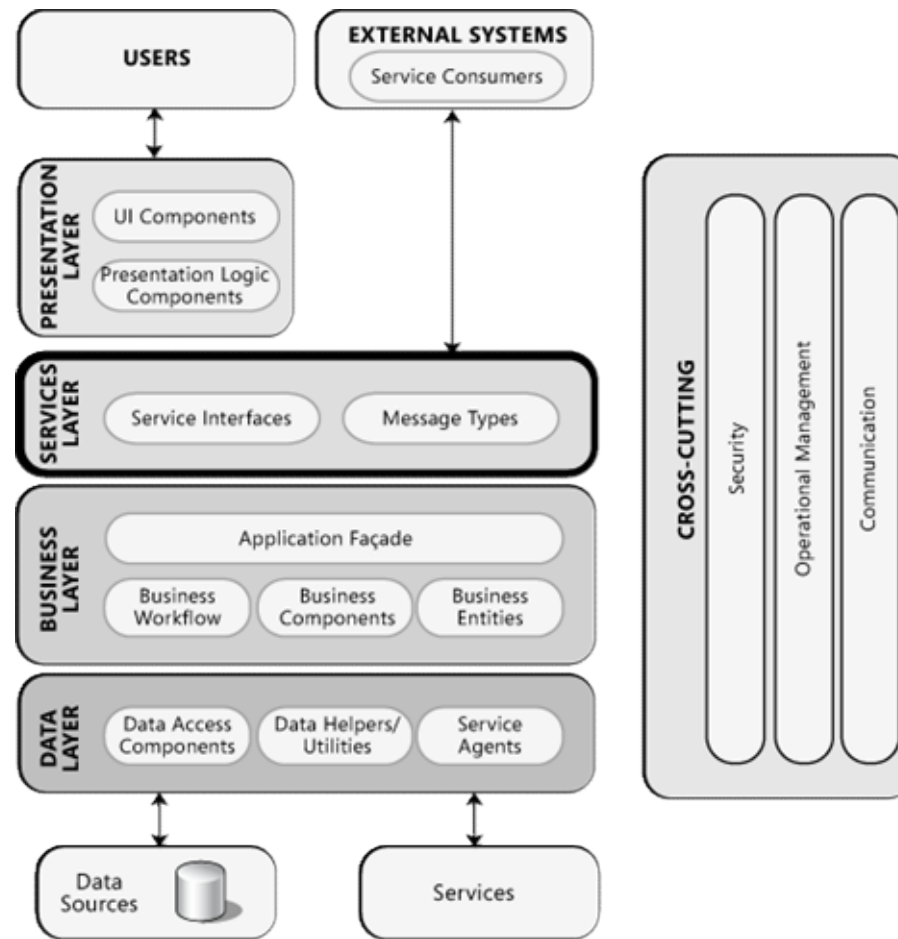 USERS
EXTERNAL SYSTEMS
Service Consumers
PRESENTATION
LAYER
UI Components
Presentation Logic
Components
SERVICES
LAYER
Service Interfaces
Message Types
BUSINESS
LAYER
Application Façade
Business
Workflow
Business
Components
Business
Entities
DATA
LAYER
Data Access
Components
Data Helpers/
Utilities
Service
Agents
Data
Sources
Services
CROSS-CUTTING
Security
Operational Management
Communication